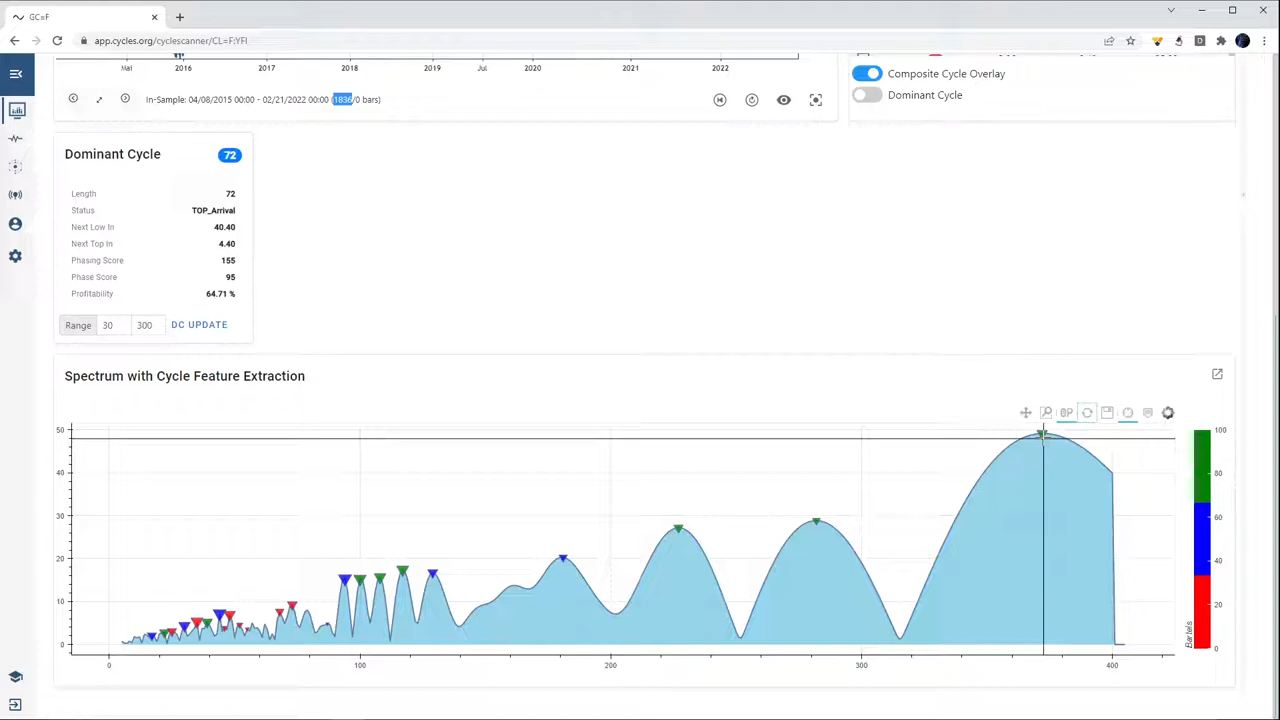 GC=F
app.cycles.org/cyclescanner/CL=F:YFI
Mai 2016 2017 2018 2019 Jul 2020 2021 2022
In-Sample: 04/08/2015 00:00 - 02/21/2022 00:00 (1836/0 bars)
Composite Cycle Overlay
Dominant Cycle
Dominant Cycle 72
Length 72
Status TOP_Arrival
Next Low In 40.40
Next Top in 4.40
Phasing Score 155
Phase Score 95
Profitability 64.71 %
Range 30 300 DC UPDATE
Spectrum with Cycle Feature Extraction
50
40
30
20
10
0
0 100 200 300 400
100
80
60
40
20
0
Bartels